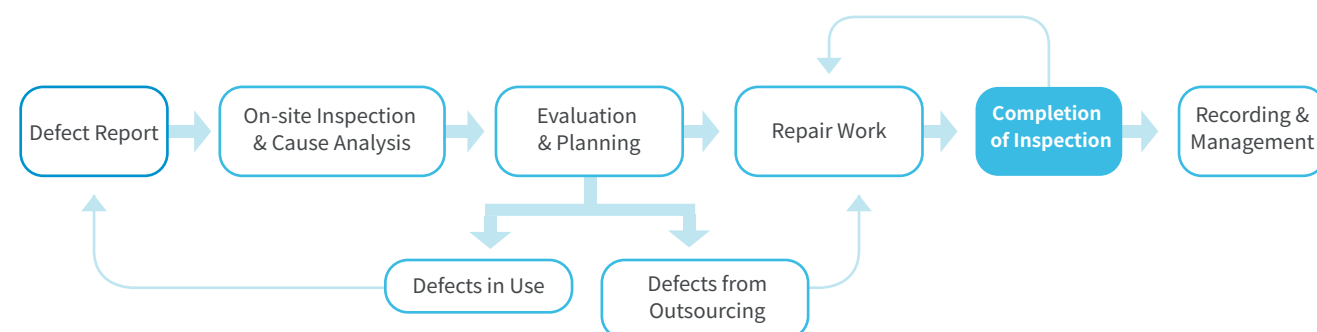 Defect Report
On-site Inspection
& Cause Analysis
Evaluation
& Planning
Repair Work
Completion
of Inspection
Recording &
Management
Defects in Use
Defects from
Outsourcing